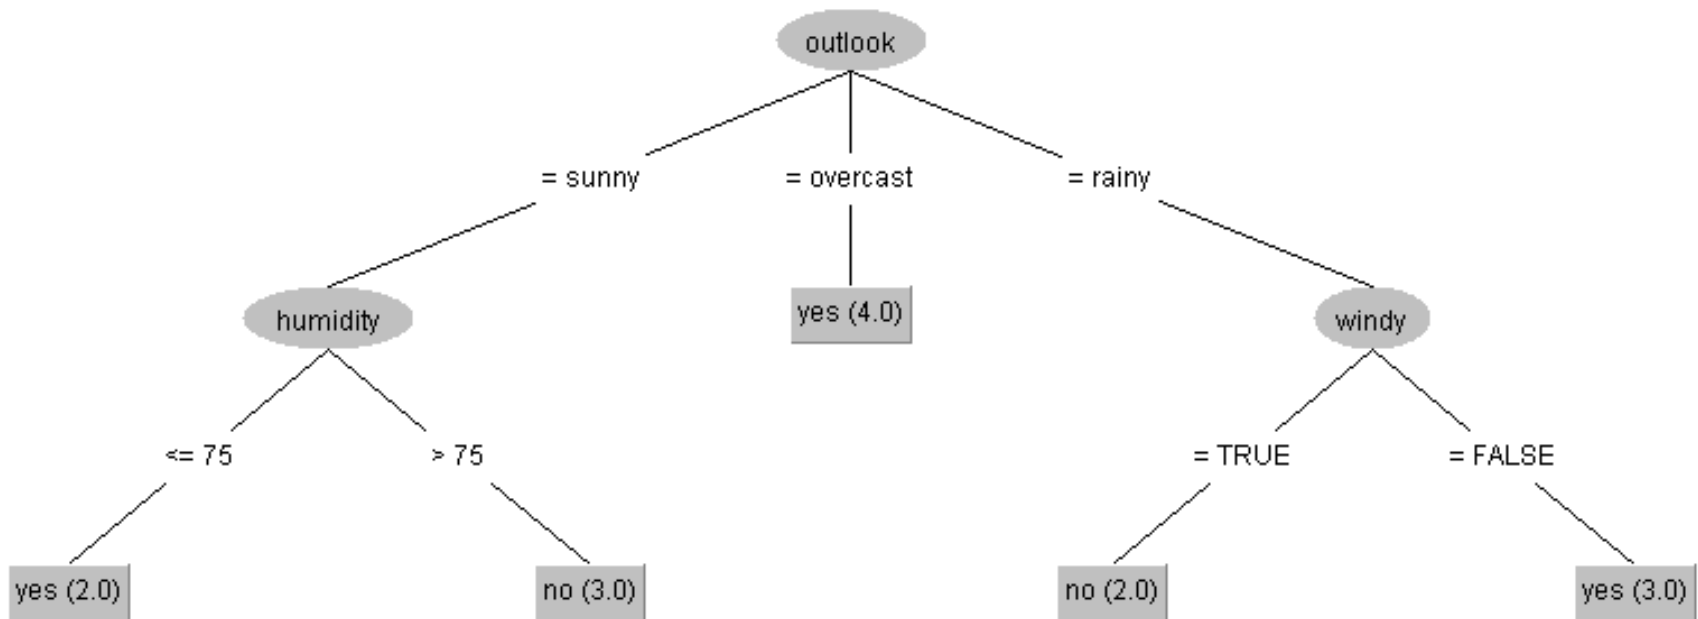 outlook
= sunny
= overcast
= rainy
humidity
yes (4.0)
windy
<= 75
> 75
= TRUE
= FALSE
yes (2.0)
no (3.0)
no (2.0)
yes (3.0)